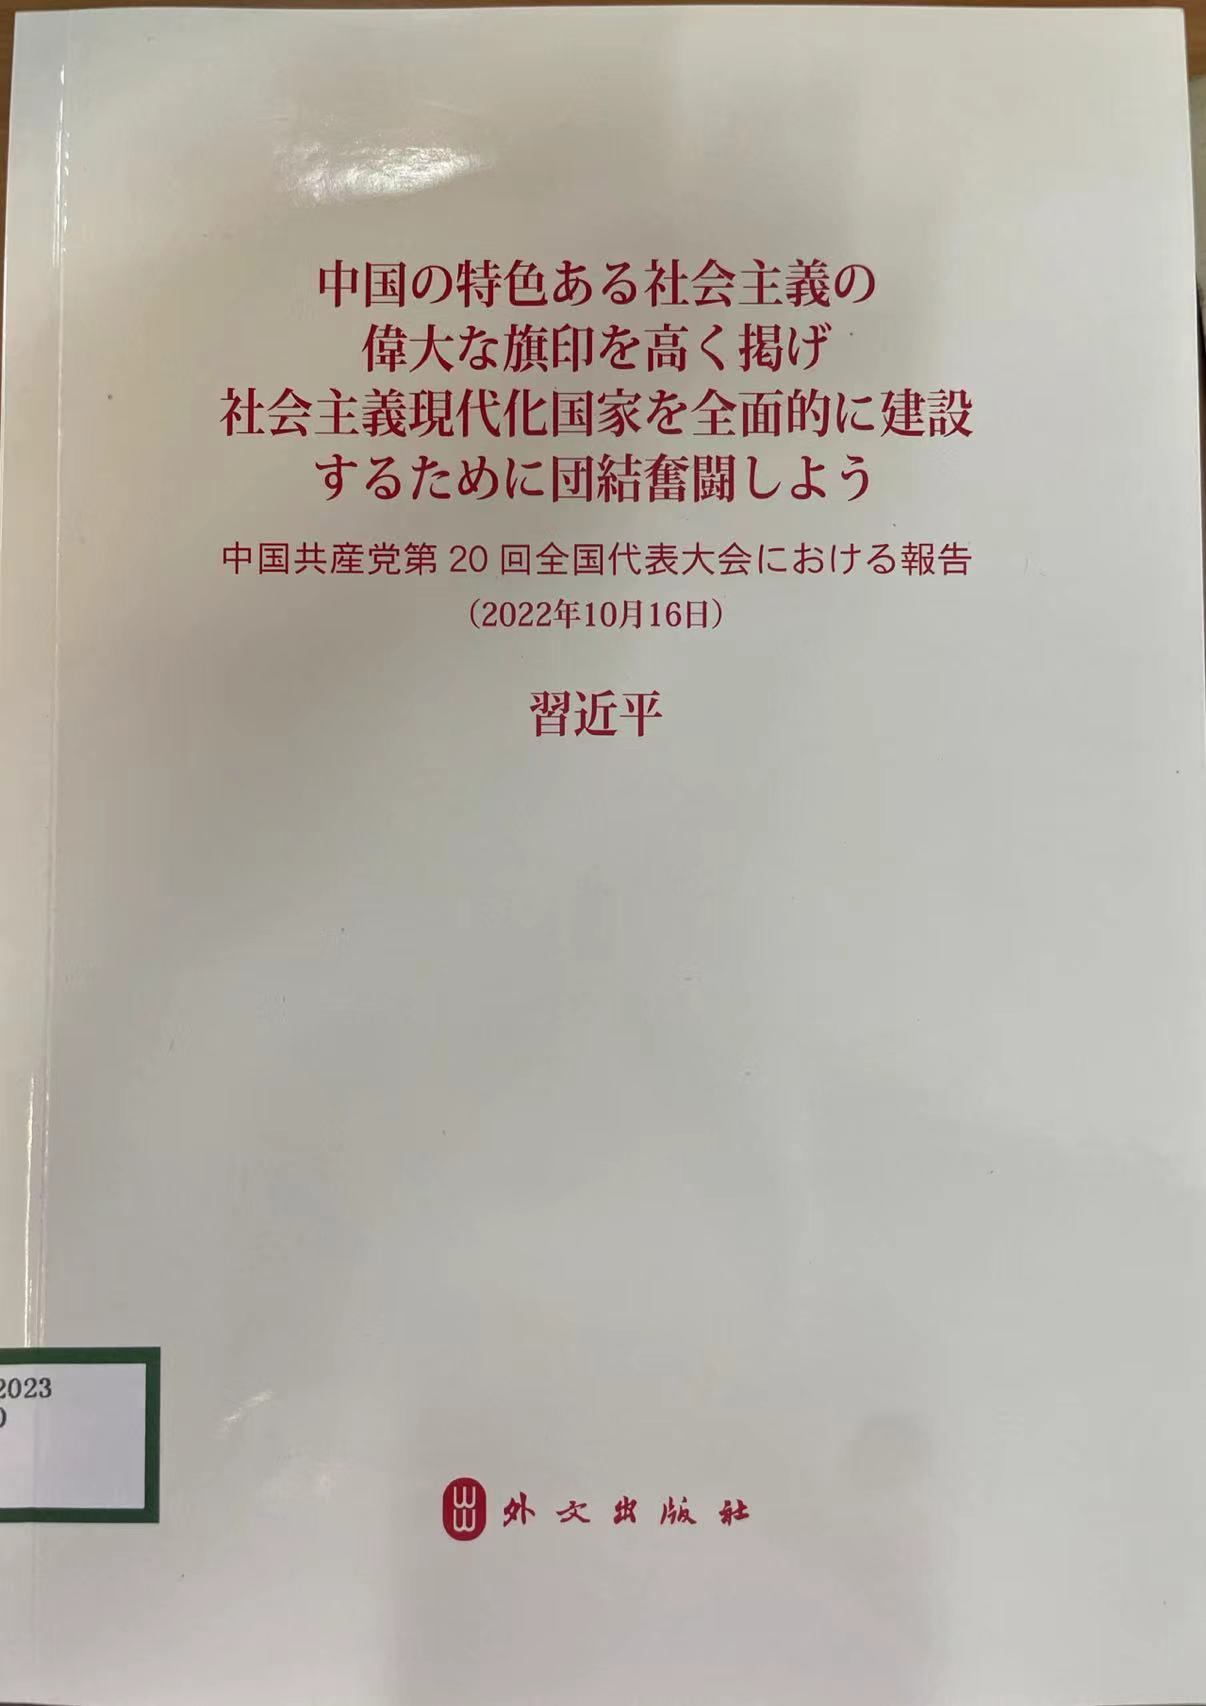 中国の特色ある社会主義の
偉大な旗印を高く掲げ
社会主義現代化国家を全面的に建設
するために団結奮闘しよう
中国共産党第 20 回全国代表大会における報告
（2022年10月16日）
習近平
2023
外文出版社